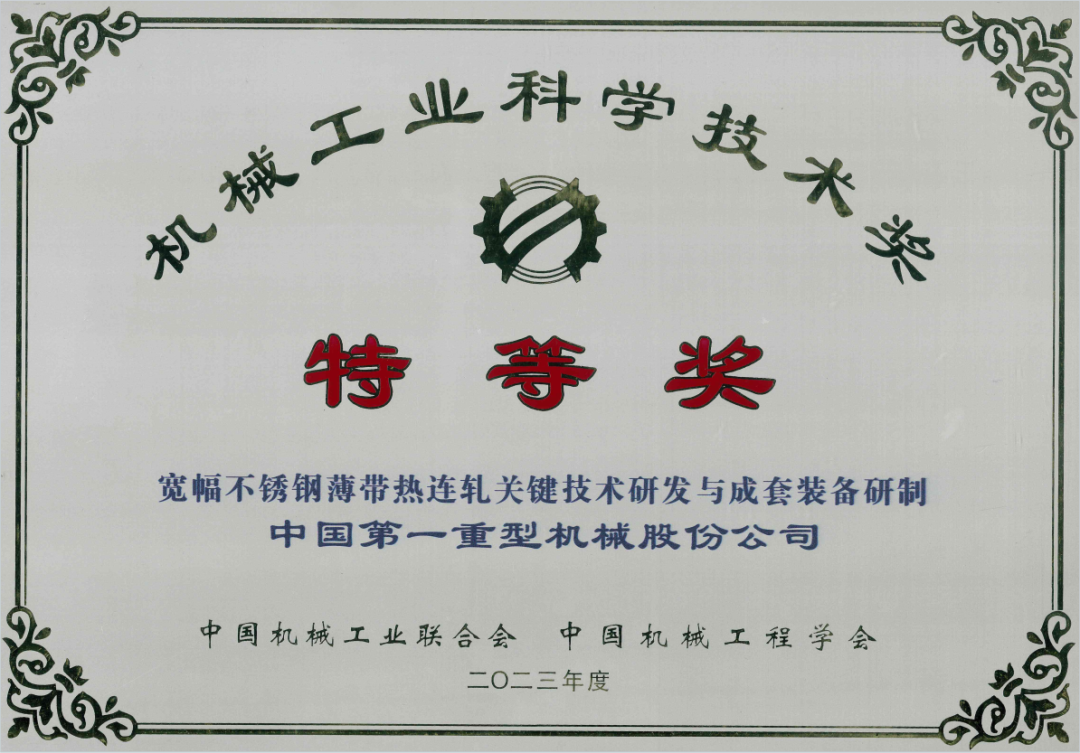 机械工业科学技术奖
特等奖
宽幅不锈钢薄带热连轧关键技术研发与成套装备研制
中国第一重型机械股份公司
中国机械工业联合会 中国机械工程学会
二〇二三年度